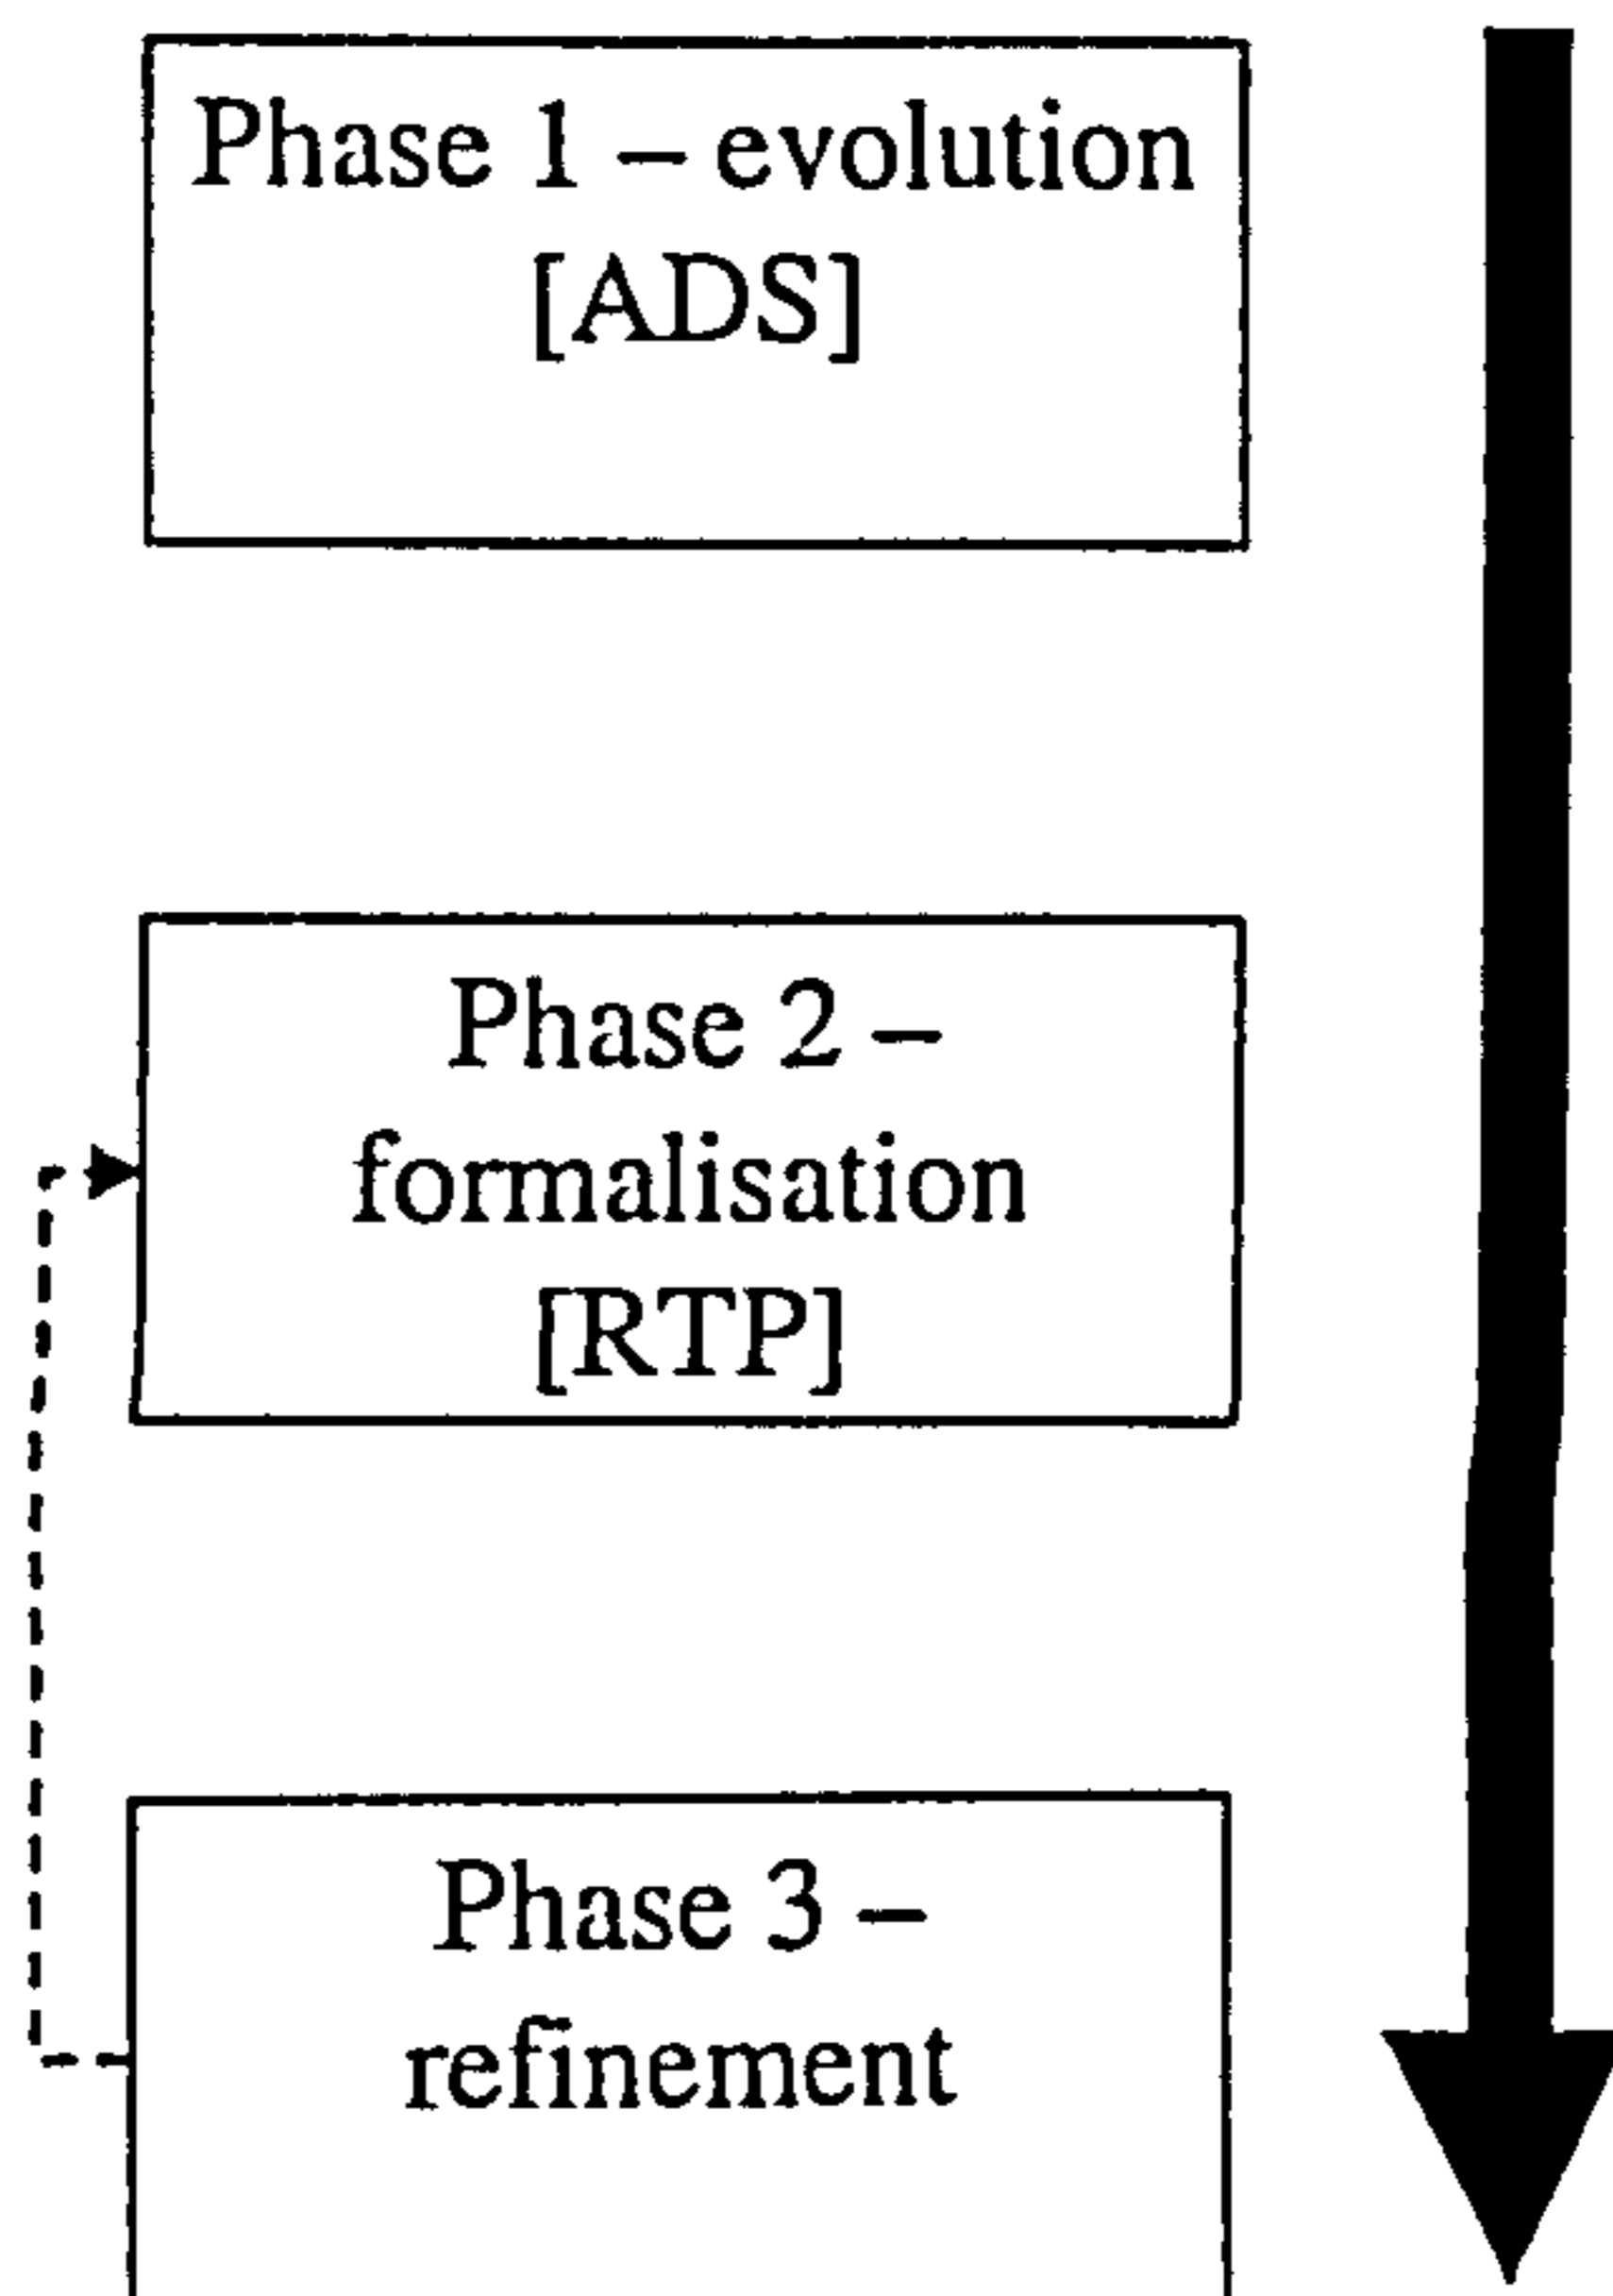 Phase 1 – evolution
[ADS]
Phase 2 –
formalisation
[RTP]
Phase 3 –
refinement